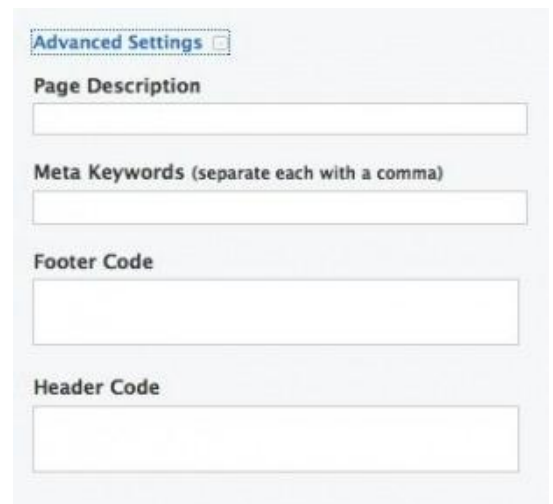 Advanced Settings
Page Description
Meta Keywords (separate each with a comma)
Footer Code
Header Code